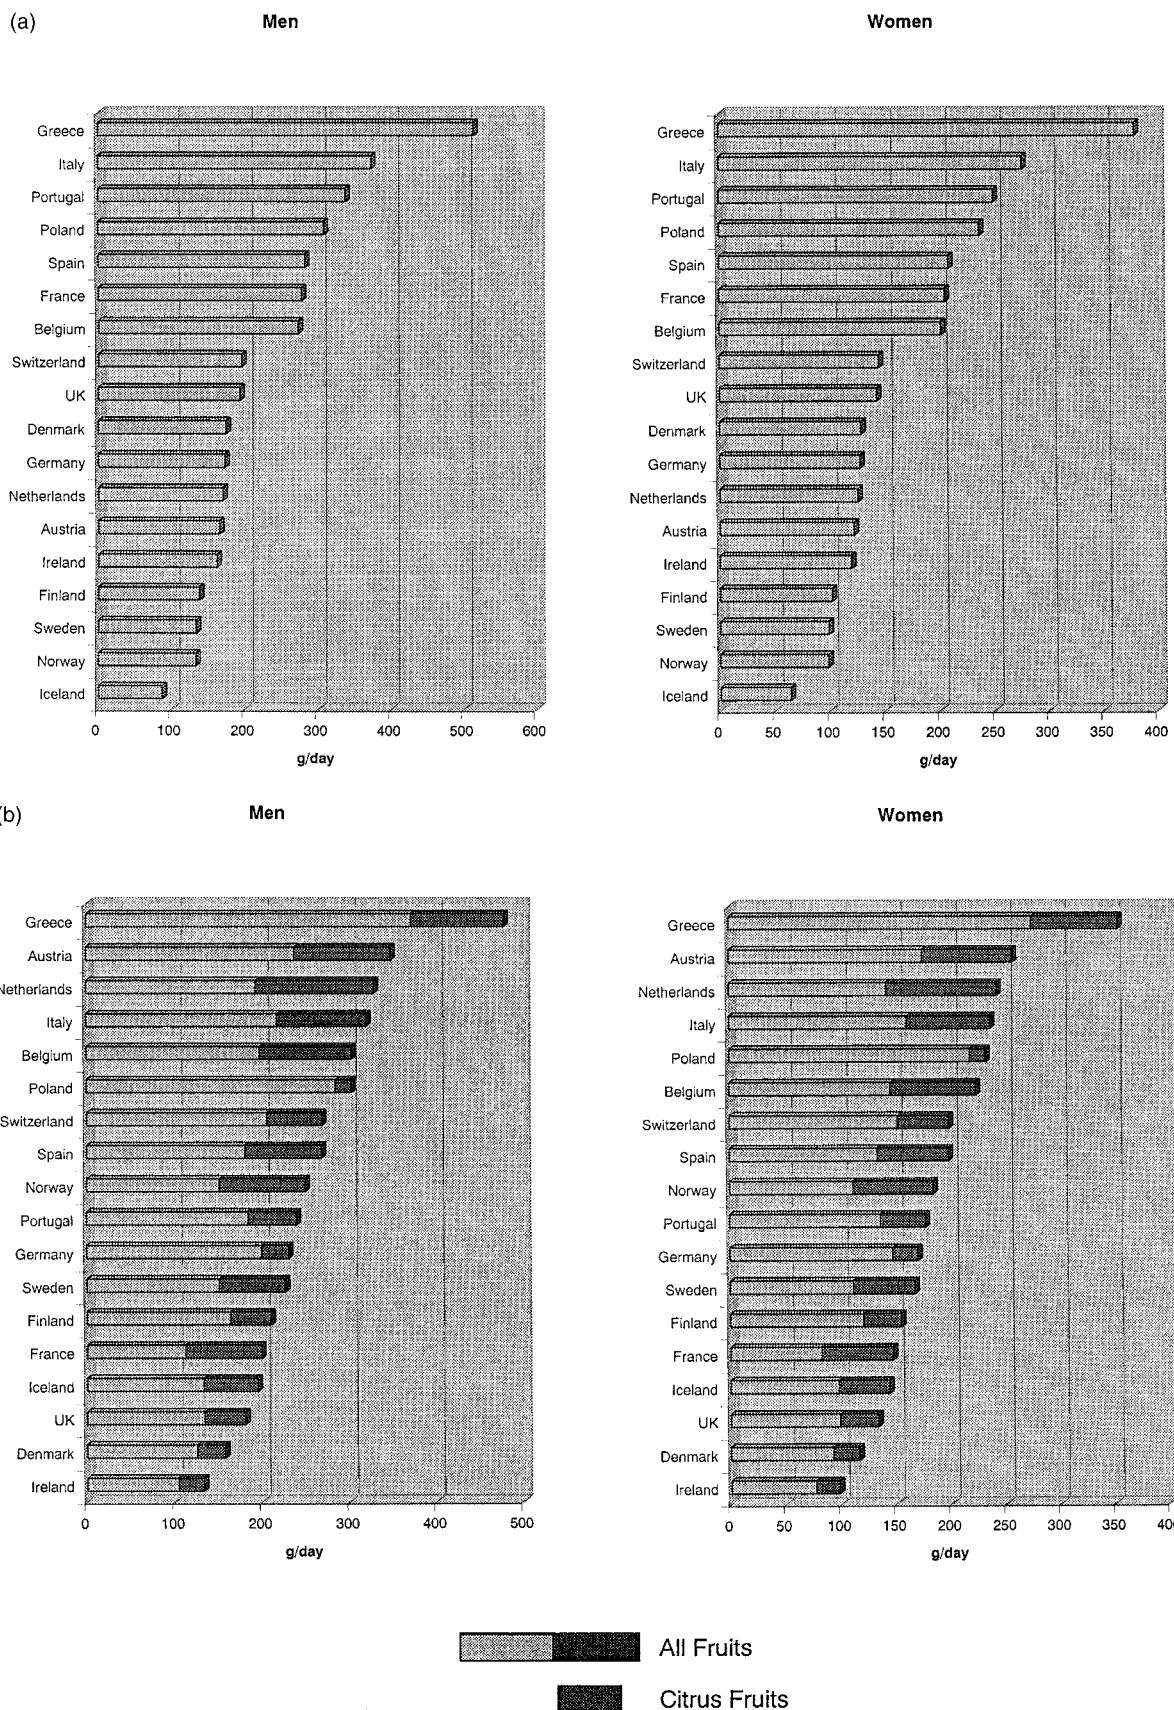 (a)
Men
Women
Greece
Italy
Portugal
Poland
Spain
France
Belgium
Switzerland
UK
Denmark
Germany
Netherlands
Austria
Ireland
Finland
Sweden
Norway
Iceland
0 100 200 300 400 500 600
g/day
Greece
Italy
Portugal
Poland
Spain
France
Belgium
Switzerland
UK
Denmark
Germany
Netherlands
Austria
Ireland
Finland
Sweden
Norway
Iceland
0 50 100 150 200 250 300 350 400
g/day
(b)
Men
Women
Greece
Austria
Netherlands
Italy
Belgium
Poland
Switzerland
Spain
Norway
Portugal
Germany
Sweden
Finland
France
Iceland
UK
Denmark
Ireland
0 100 200 300 400 500
g/day
Greece
Austria
Netherlands
Italy
Poland
Belgium
Switzerland
Spain
Norway
Portugal
Germany
Sweden
Finland
France
Iceland
UK
Denmark
Ireland
0 50 100 150 200 250 300 350 400
g/day
All Fruits
Citrus Fruits